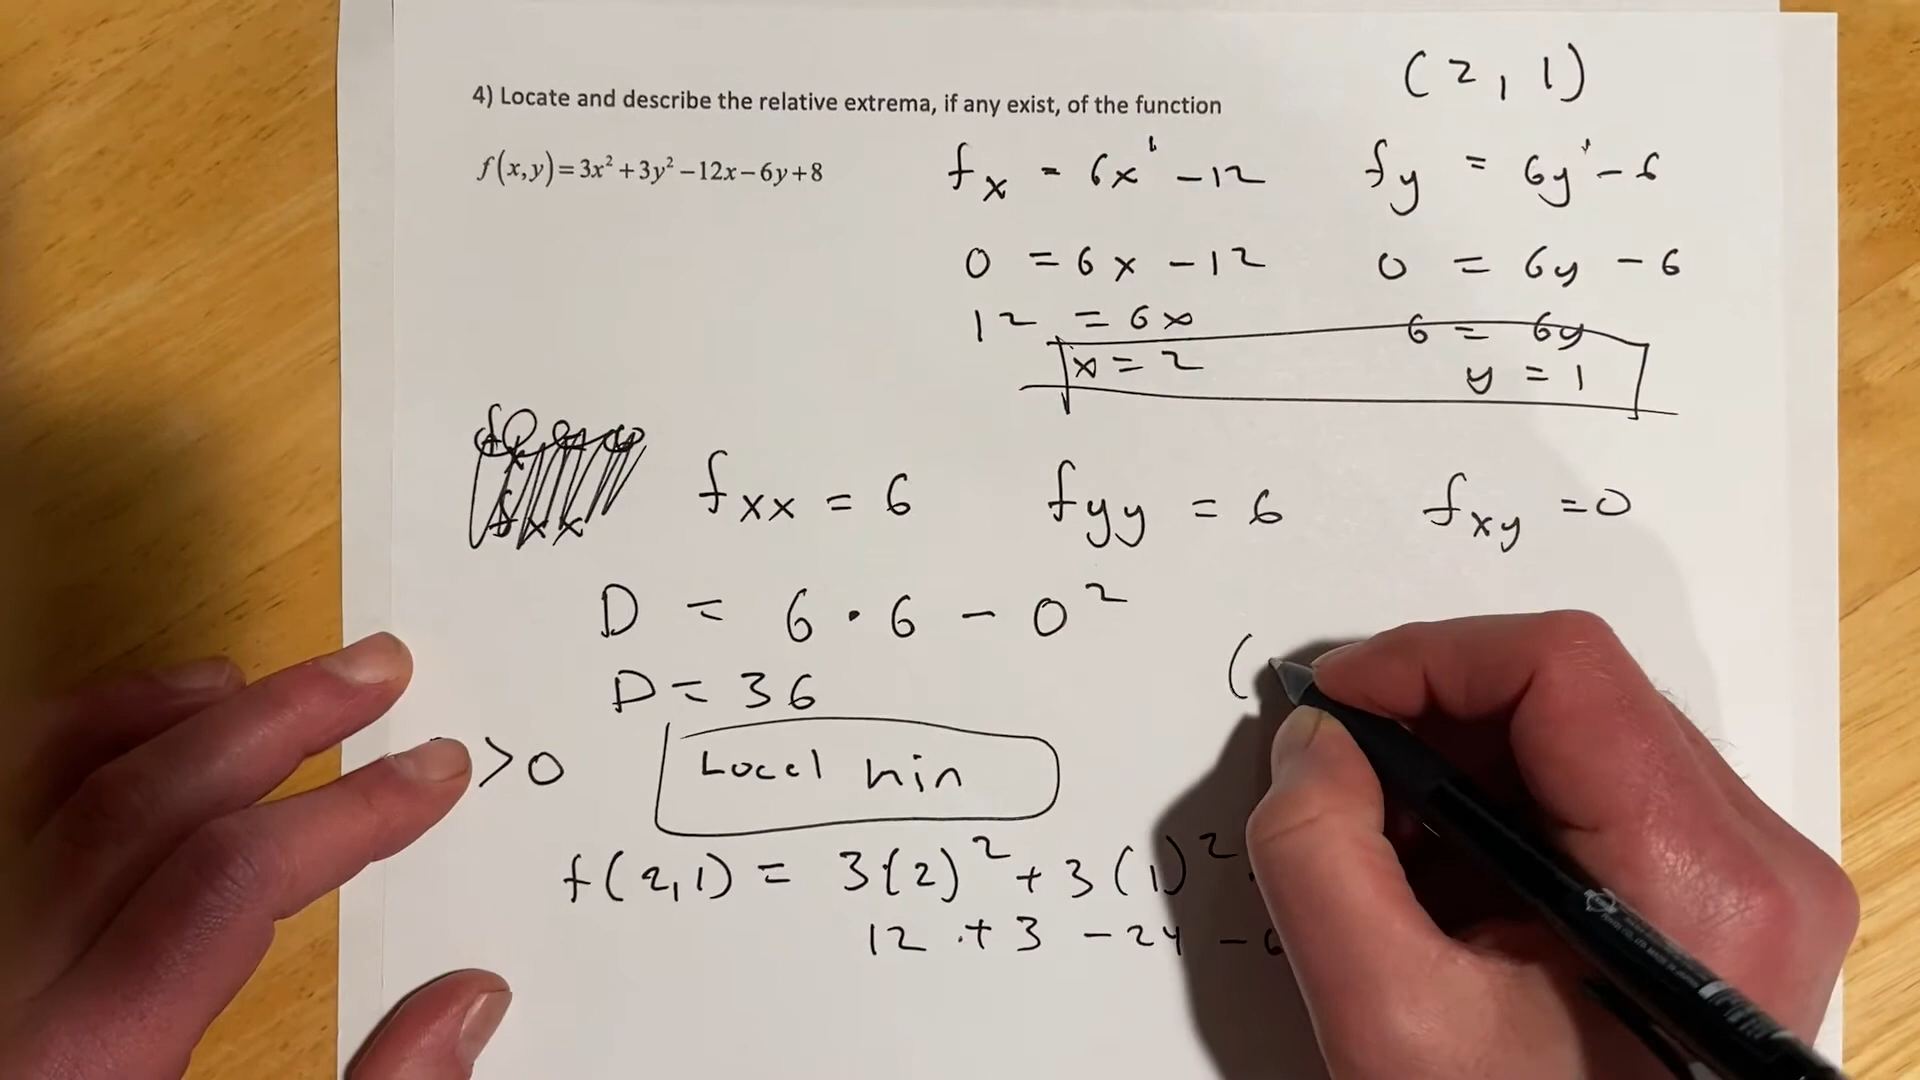 (2, 1)
4) Locate and describe the relative extrema, if any exist, of the function
f(x,y)=3x²+3y²−12x−6y+8
fx = 6x¹ −12
fy = 6y¹ − 6
0 = 6x −12
0 = 6y − 6
12 = 6x
6 = 6y
x = 2
y = 1
fxx = 6
fyy = 6
fxy = 0
D = 6 · 6 − 0²
(
D = 36
>0
Local min
f(2,1) = 3(2)² + 3(1)²
12 + 3 − 24 − 6